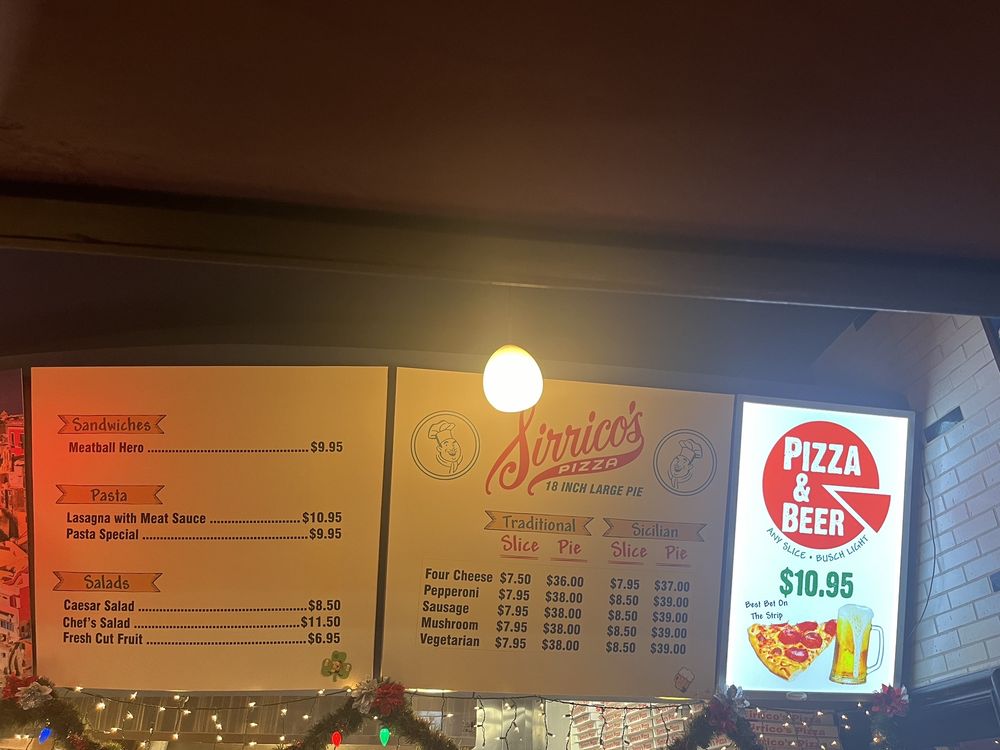 Sandwiches
Meatball Hero ........................................ $9.95
Pasta
Lasagna with Meat Sauce ........................ $10.95
Pasta Special ........................................ $9.95
Salads
Caesar Salad ........................................ $8.50
Chef's Salad ........................................ $11.50
Fresh Cut Fruit ........................................ $6.95
Sirrico's
PIZZA
18 INCH LARGE PIE
Traditional Sicilian
Slice Pie Slice Pie
Four Cheese $7.50 $36.00 $7.95 $37.00
Pepperoni $7.95 $38.00 $8.50 $39.00
Sausage $7.95 $38.00 $8.50 $39.00
Mushroom $7.95 $38.00 $8.50 $39.00
Vegetarian $7.95 $38.00 $8.50 $39.00
PIZZA
&
BEER
ANY SLICE • BUSCH LIGHT
$10.95
Best Bet On
The Strip